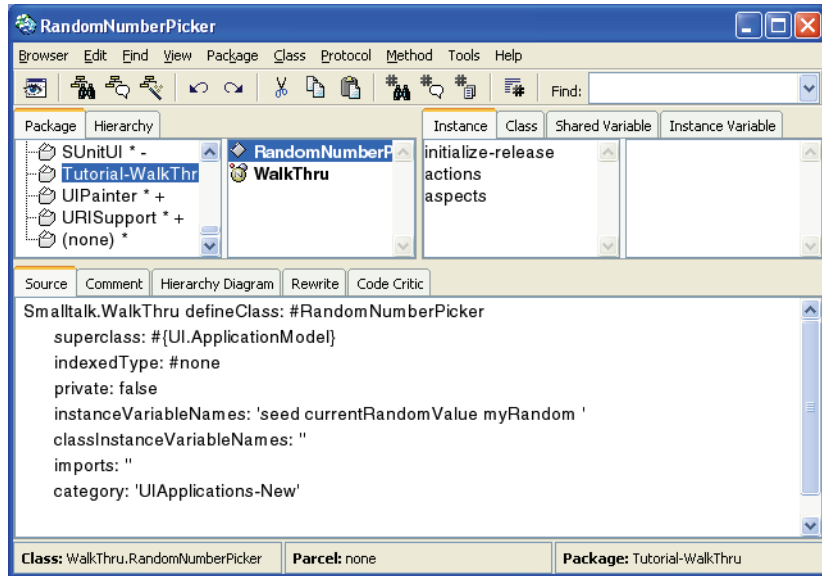 RandomNumberPicker
Browser Edit Find View Package Class Protocol Method Tools Help
Find:
Package Hierarchy
Instance Class Shared Variable Instance Variable
SUnitUI * -
Tutorial-WalkThr
UIPainter * +
URISupport * +
(none) *
RandomNumberP
WalkThru
initialize-release
actions
aspects
Source Comment Hierarchy Diagram Rewrite Code Critic
Smalltalk.WalkThru defineClass: #RandomNumberPicker
superclass: #{UI.ApplicationModel}
indexedType: #none
private: false
instanceVariableNames: 'seed currentRandomValue myRandom '
classInstanceVariableNames: ''
imports: ''
category: 'UIApplications-New'
Class: WalkThru.RandomNumberPicker Parcel: none Package: Tutorial-WalkThru